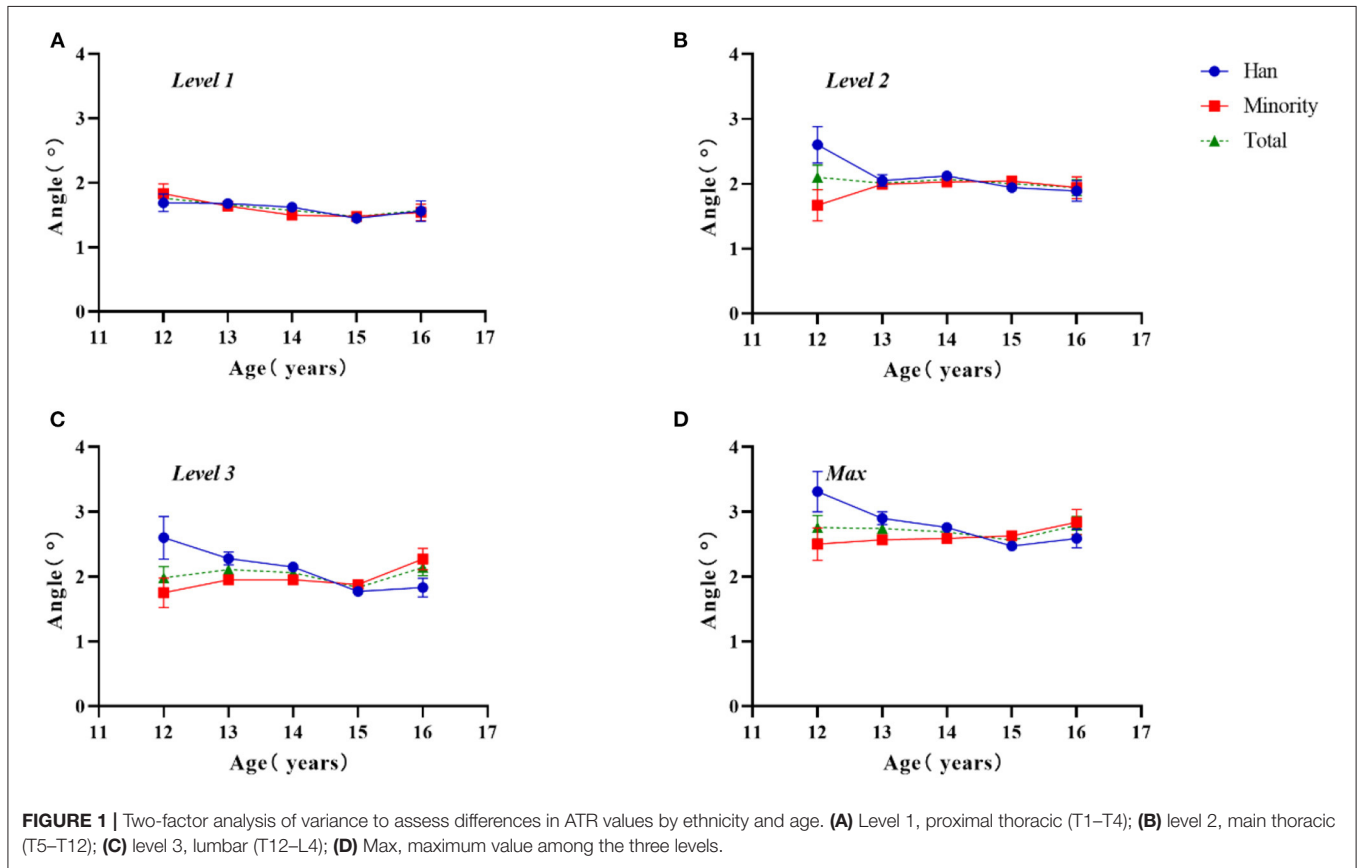 A
Level 1
4
3
2
1
0
Angle( °)
11 12 13 14 15 16 17
Age( years)
B
Level 2
4
3
2
1
0
Angle( °)
11 12 13 14 15 16 17
Age( years)
Han
Minority
Total
C
Level 3
4
3
2
1
0
Angle( °)
11 12 13 14 15 16 17
Age( years)
D
Max
4
3
2
1
0
Angle( °)
11 12 13 14 15 16 17
Age( years)
FIGURE 1 | Two-factor analysis of variance to assess differences in ATR values by ethnicity and age. (A) Level 1, proximal thoracic (T1–T4); (B) level 2, main thoracic
(T5–T12); (C) level 3, lumbar (T12–L4); (D) Max, maximum value among the three levels.